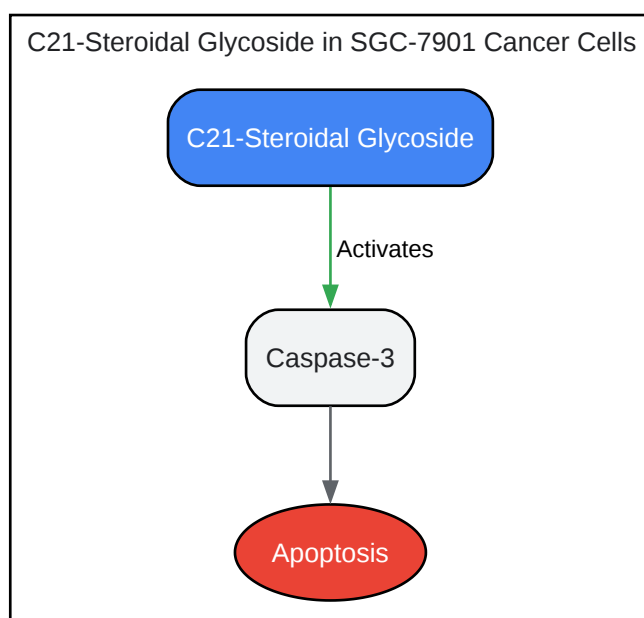 C21-Steroidal Glycoside in SGC-7901 Cancer Cells
C21-Steroidal Glycoside
Activates
Caspase-3
Apoptosis